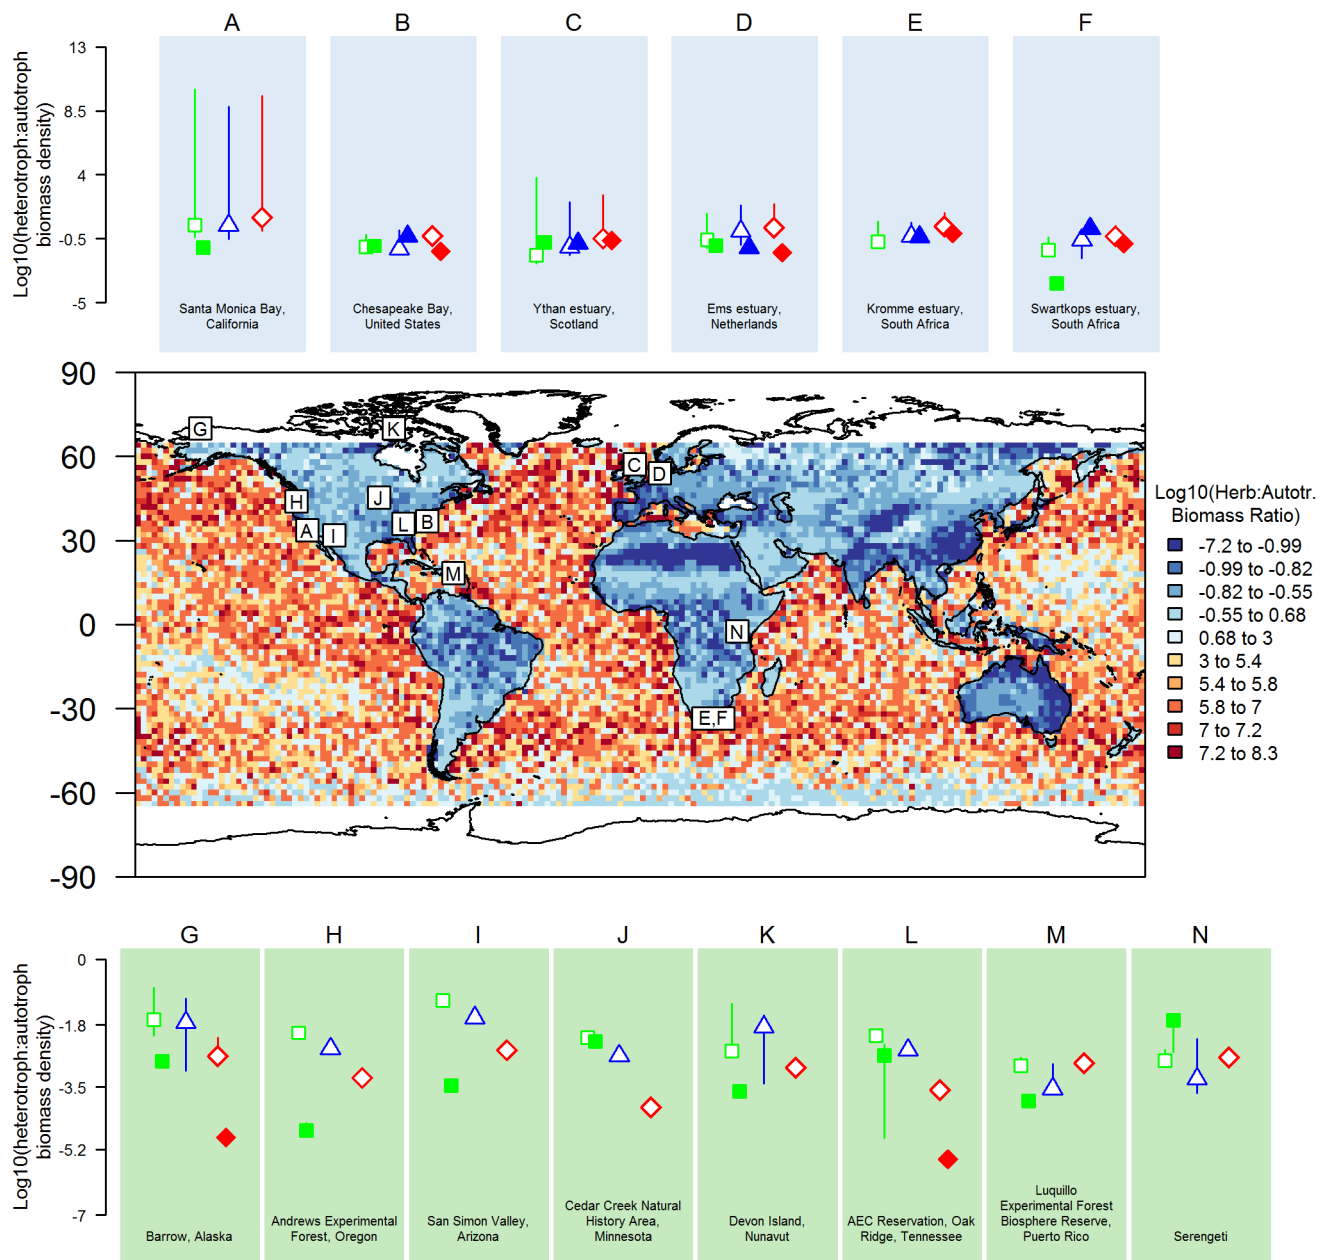 A B C D E F
Log10(heterotroph:autotroph
biomass density)
13
8.5
4
-0.5
-5
Santa Monica Bay,
California
Chesapeake Bay,
United States
Ythan estuary,
Scotland
Ems estuary,
Netherlands
Kromme estuary,
South Africa
Swartkops estuary,
South Africa
90
60
30
0
-30
-60
-90
G
K
C
D
H
J
A
I
L
B
M
N
E,F
Log10(Herb:Autotr.
Biomass Ratio)
-7.2 to -0.99
-0.99 to -0.82
-0.82 to -0.55
-0.55 to 0.68
0.68 to 3
3 to 5.4
5.4 to 5.8
5.8 to 7
7 to 7.2
7.2 to 8.3
G H I J K L M N
Log10(heterotroph:autotroph
biomass density)
0
-1.8
-3.5
-5.2
-7
Barrow, Alaska
Andrews Experimental
Forest, Oregon
San Simon Valley,
Arizona
Cedar Creek Natural
History Area,
Minnesota
Devon Island,
Nunavut
AEC Reservation, Oak
Ridge, Tennessee
Luquillo
Experimental Forest
Biosphere Reserve,
Puerto Rico
Serengeti